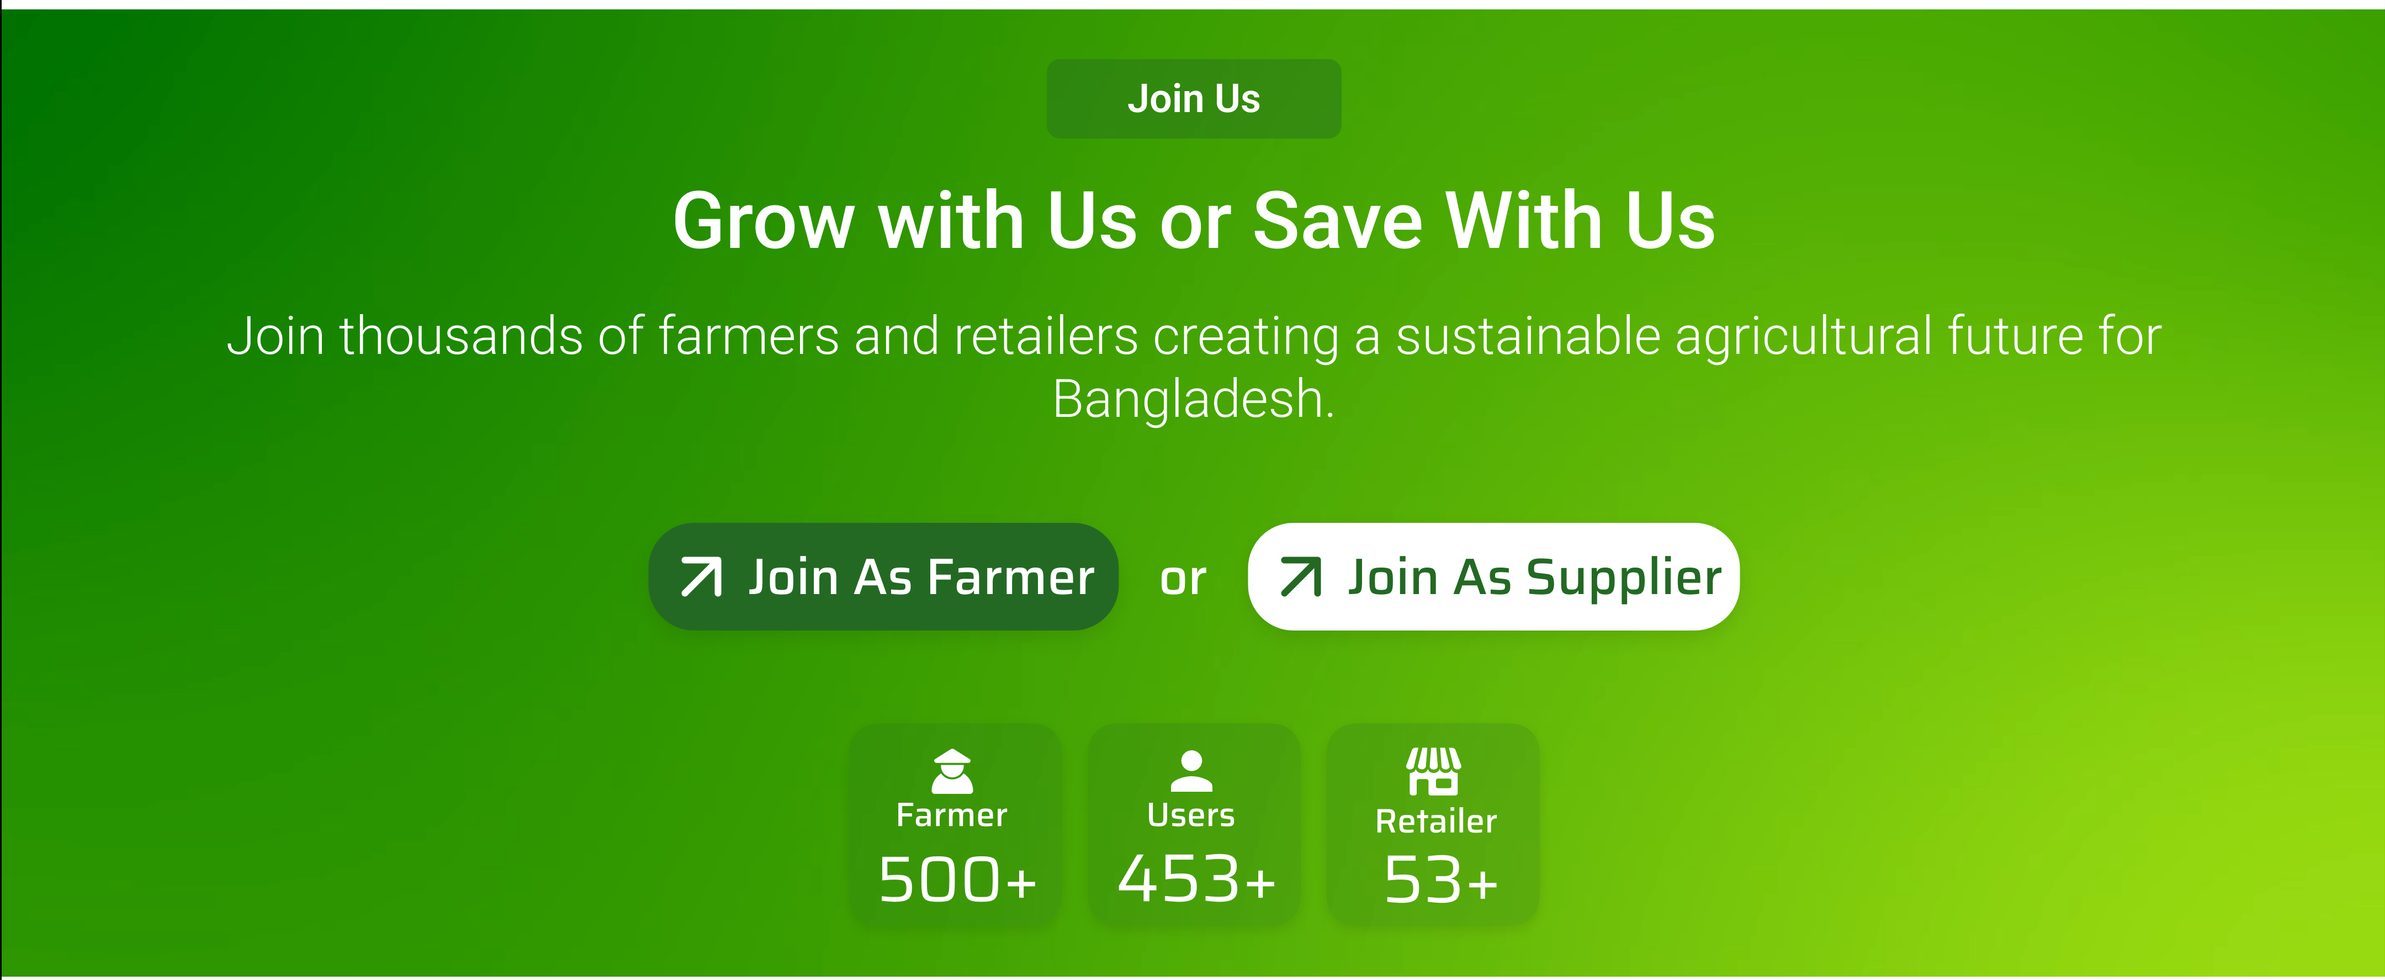 Join Us
Grow with Us or Save With Us
Join thousands of farmers and retailers creating a sustainable agricultural future for
Bangladesh.
Join As Farmer or Join As Supplier
Farmer Users Retailer
500+ 453+ 53+